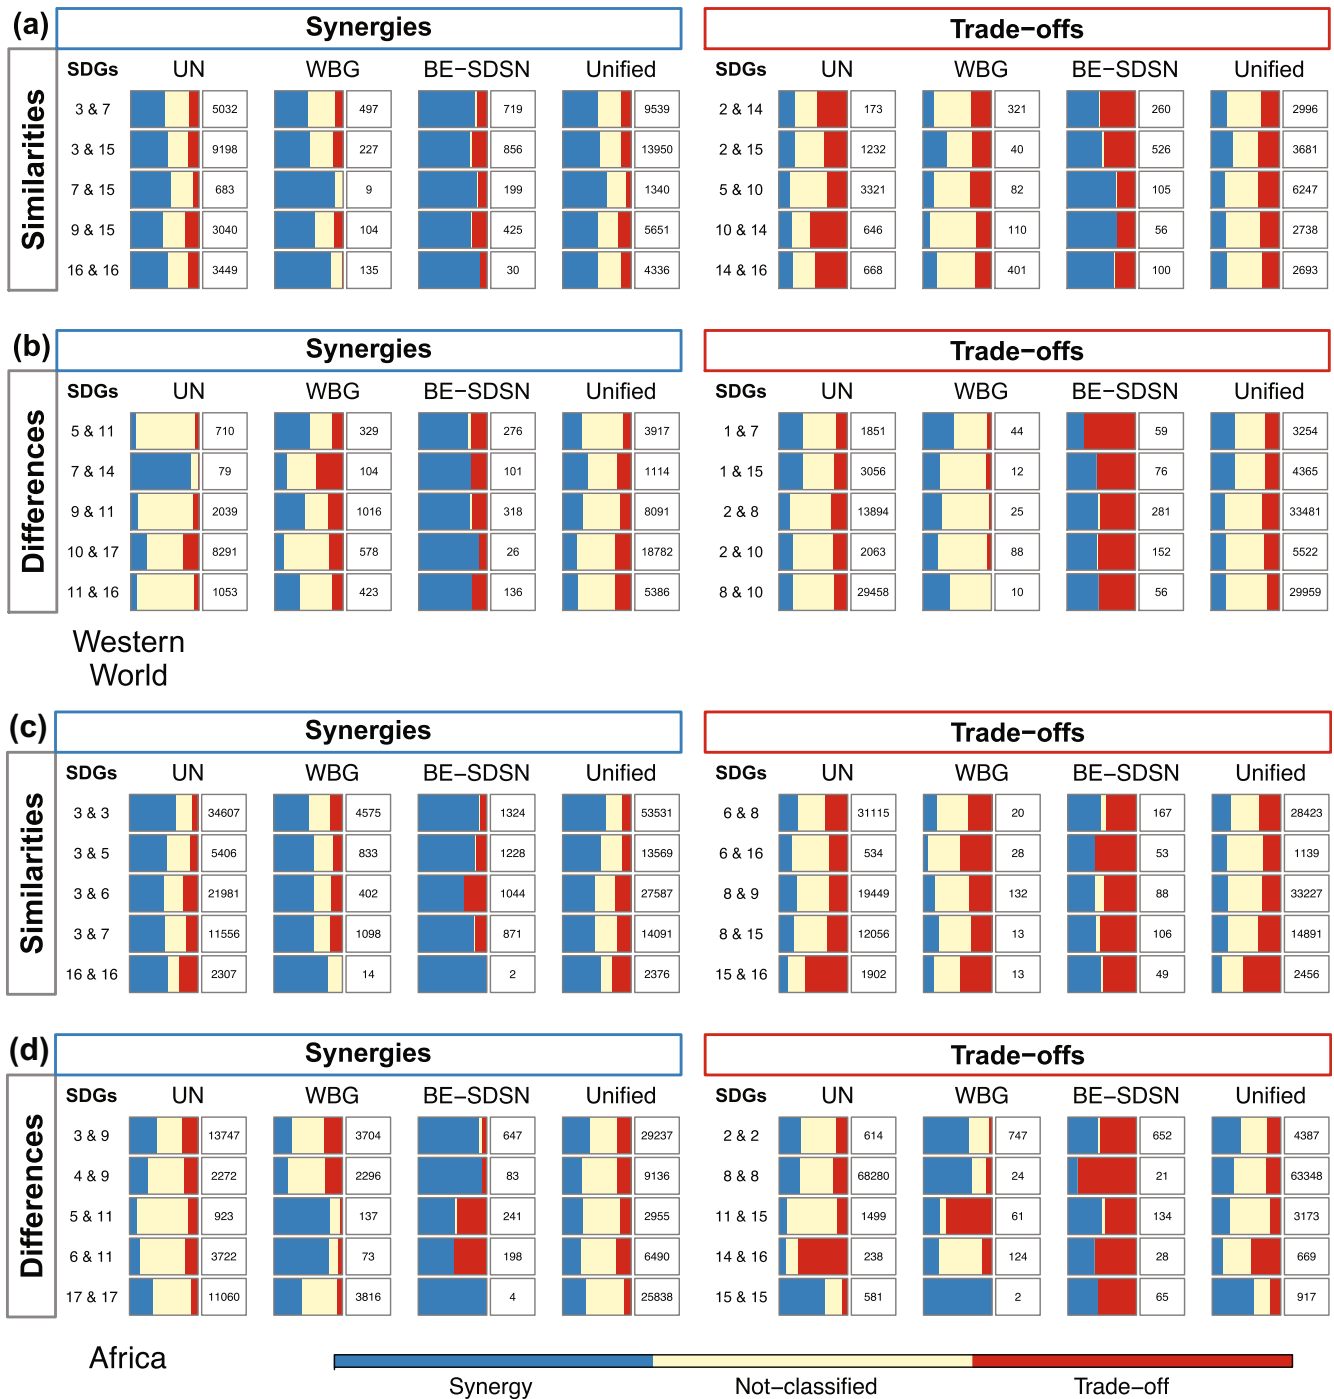 (a) Synergies Trade−offs
Similarities
SDGs UN WBG BE−SDSN Unified SDGs UN WBG BE−SDSN Unified
3 & 7 5032 497 719 9539 2 & 14 173 321 260 2996
3 & 15 9198 227 856 13950 2 & 15 1232 40 526 3681
7 & 15 683 9 199 1340 5 & 10 3321 82 105 6247
9 & 15 3040 104 425 5651 10 & 14 646 110 56 2738
16 & 16 3449 135 30 4336 14 & 16 668 401 100 2693
(b) Synergies Trade−offs
Differences
SDGs UN WBG BE−SDSN Unified SDGs UN WBG BE−SDSN Unified
5 & 11 710 329 276 3917 1 & 7 1851 44 59 3254
7 & 14 79 104 101 1114 1 & 15 3056 12 76 4365
9 & 11 2039 1016 318 8091 2 & 8 13894 25 281 33481
10 & 17 8291 578 26 18782 2 & 10 2063 88 152 5522
11 & 16 1053 423 136 5386 8 & 10 29458 10 56 29959
Western
World
(c) Synergies Trade−offs
Similarities
SDGs UN WBG BE−SDSN Unified SDGs UN WBG BE−SDSN Unified
3 & 3 34607 4575 1324 53531 6 & 8 31115 20 167 28423
3 & 5 5406 833 1228 13569 6 & 16 534 28 53 1139
3 & 6 21981 402 1044 27587 8 & 9 19449 132 88 33227
3 & 7 11556 1098 871 14091 8 & 15 12056 13 106 14891
16 & 16 2307 14 2 2376 15 & 16 1902 13 49 2456
(d) Synergies Trade−offs
Differences
SDGs UN WBG BE−SDSN Unified SDGs UN WBG BE−SDSN Unified
3 & 9 13747 3704 647 29237 2 & 2 614 747 652 4387
4 & 9 2272 2296 83 9136 8 & 8 68280 24 21 63348
5 & 11 923 137 241 2955 11 & 15 1499 61 134 3173
6 & 11 3722 73 198 6490 14 & 16 238 124 28 669
17 & 17 11060 3816 4 25838 15 & 15 581 2 65 917
Africa
Synergy Not−classified Trade−off